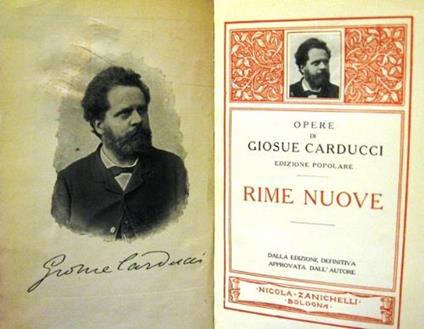 Giosue Carducci
OPERE
DI
GIOSUE CARDUCCI
EDIZIONE POPOLARE
RIME NUOVE
DALLA EDIZIONE DEFINITIVA
APPROVATA DALL'AUTORE
·NICOLA·ZANICHELLI·
·BOLOGNA·